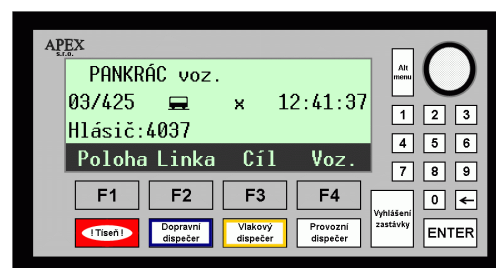 APEX
s.r.o.
PANKRÁC voz.
03/425 x 12:41:37
Hlásič:4037
Poloha Linka Cíl Voz.
F1 F2 F3 F4
! Tíseň ! Dopravní dispečer Vlakový dispečer Provozní dispečer
Alt menu
1 2 3
4 5 6
7 8 9
0 ←
Vyhlášení zastávky
ENTER